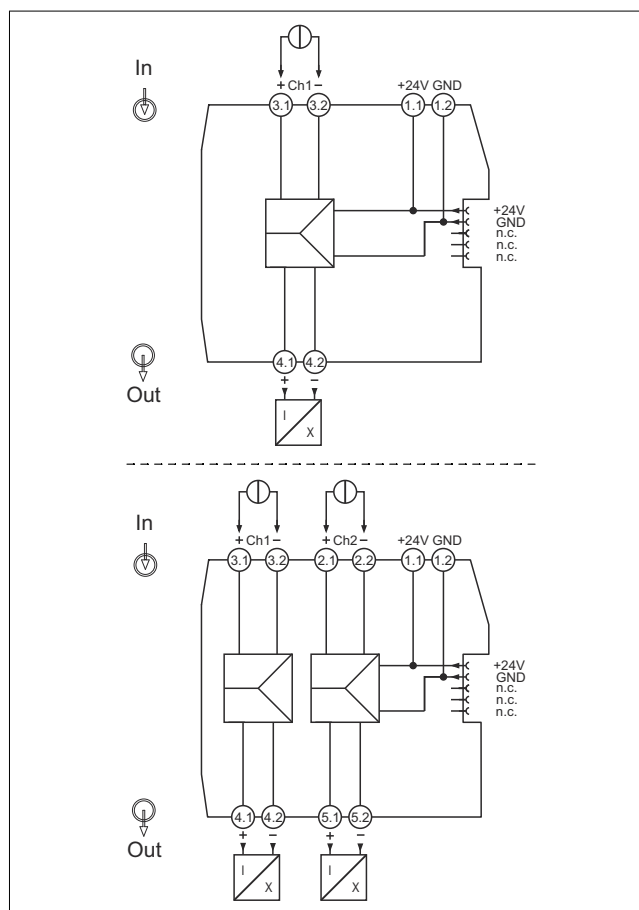 In
+ Ch1 − +24V GND
3.1 3.2 1.1 1.2
+24V
GND
n.c.
n.c.
n.c.
4.1 4.2
+ −
Out
I
X
In
+ Ch1 − + Ch2 − +24V GND
3.1 3.2 2.1 2.2 1.1 1.2
+24V
GND
n.c.
n.c.
n.c.
4.1 4.2 5.1 5.2
+ − + −
Out
I I
X X